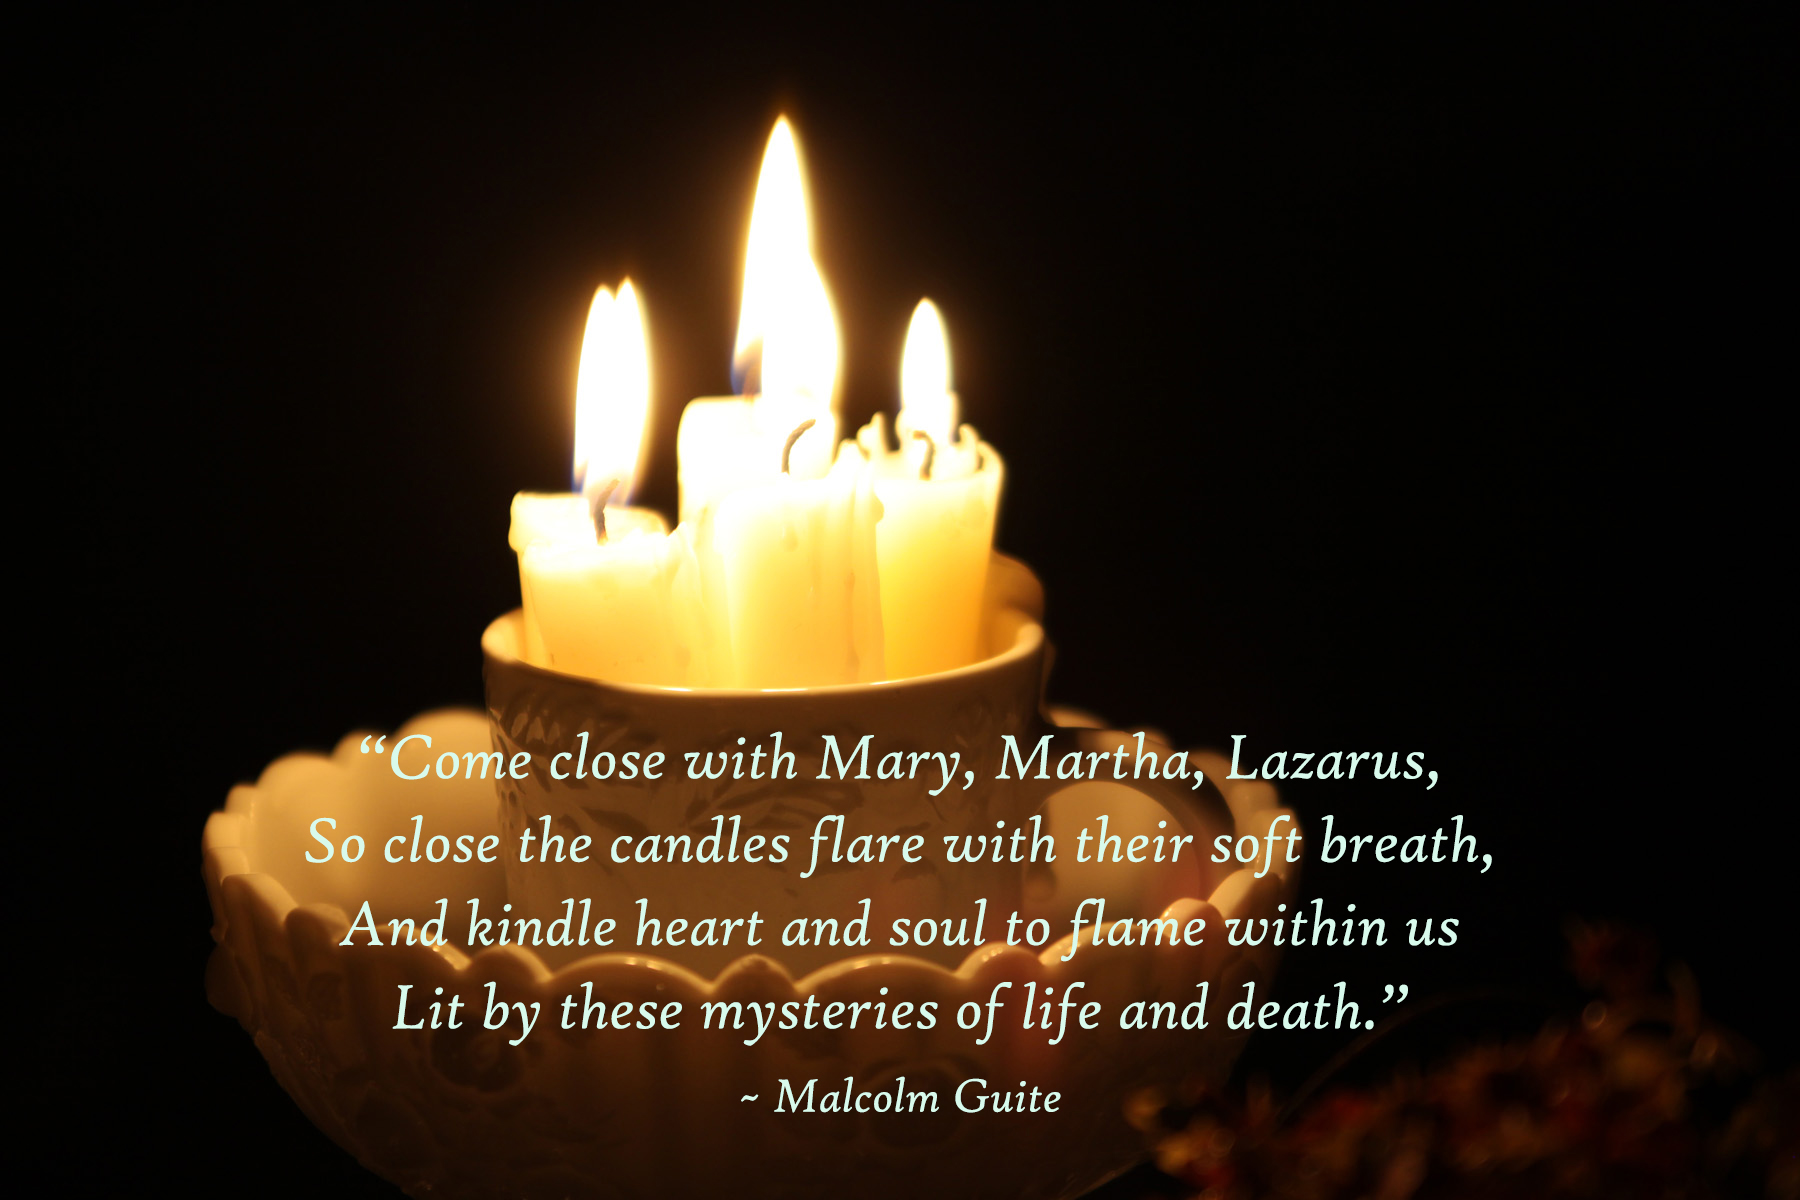 “Come close with Mary, Martha, Lazarus,
So close the candles flare with their soft breath,
And kindle heart and soul to flame within us
Lit by these mysteries of life and death.”
~ Malcolm Guite